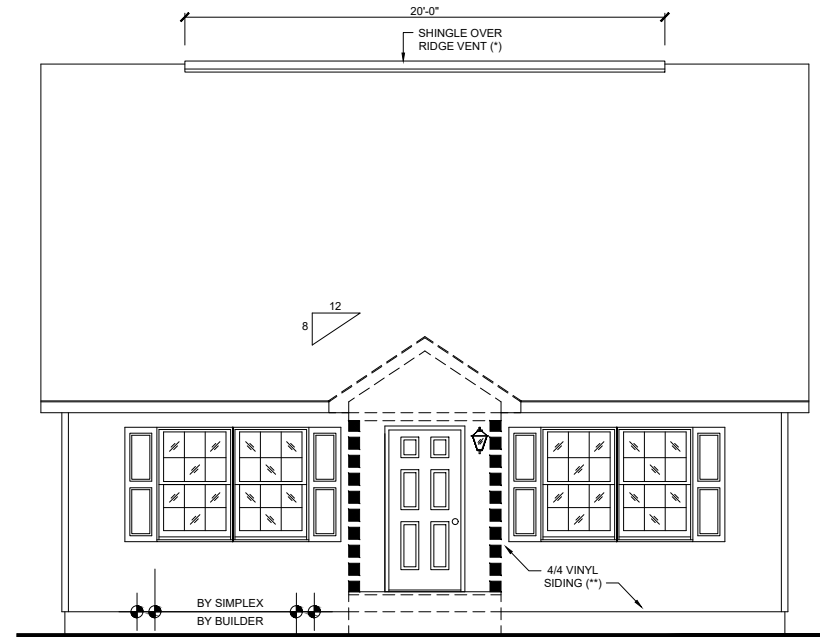 20'-0"
SHINGLE OVER
RIDGE VENT (*)
12
8
4/4 VINYL
SIDING (**)
BY SIMPLEX
BY BUILDER